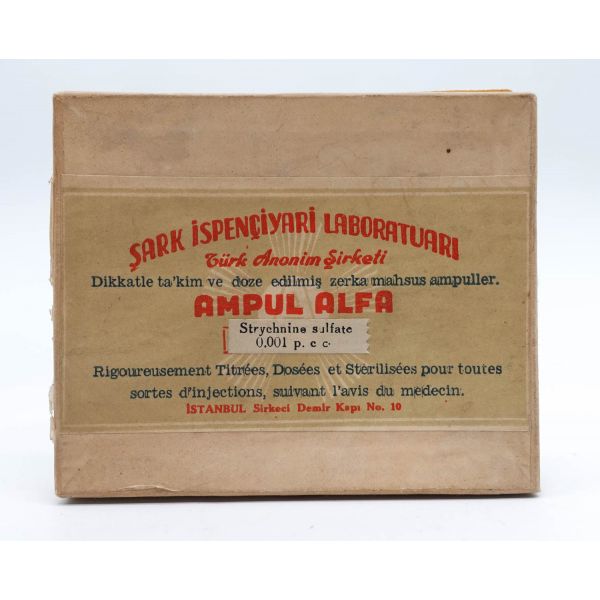 ŞARK İSPENÇİYARİ LABORATUARI
Türk Anonim Şirketi
Dikkatle ta'kim ve doze edilmiş zerka mahsus ampuller.
AMPUL ALFA
Strychnine sulfate
0.001 p. c c.
Rigoureusement Titrées, Dosées et Stérilisées pour toutes
sortes d'injections, suivant l'avis du medecin.
İSTANBUL Sirkeci Demir Kapı No. 10